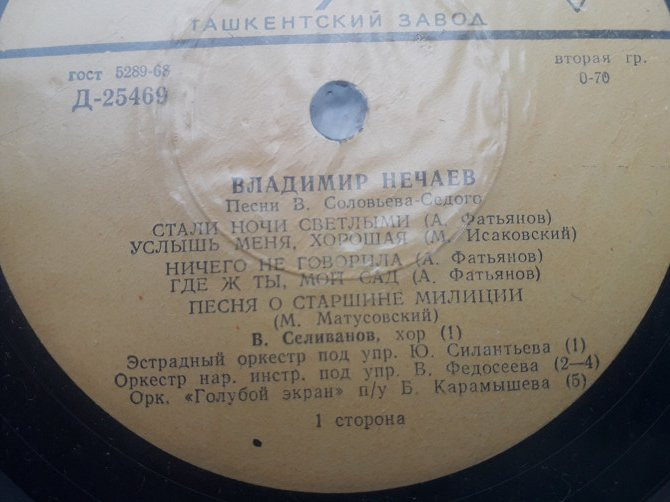 ТАШКЕНТСКИЙ ЗАВОД
гост 5289-68
вторая гр.
Д-25469
0-70
ВЛАДИМИР НЕЧАЕВ
Песни В. Соловьева-Седого
СТАЛИ НОЧИ СВЕТЛЫМИ (А. Фатьянов)
УСЛЫШЬ МЕНЯ, ХОРОШАЯ (М. Исаковский)
НИЧЕГО НЕ ГОВОРИЛА (А. Фатьянов)
ГДЕ Ж ТЫ, МОЙ САД (А. Фатьянов)
ПЕСНЯ О СТАРШИНЕ МИЛИЦИИ
(М. Матусовский)
В. Селиванов, хор (1)
Эстрадный оркестр под упр. Ю. Силантьева (1)
Оркестр нар. инстр. под упр. В. Федосеева (2—4)
Орк. «Голубой экран» п/у Б. Карамышева (5)
1 сторона